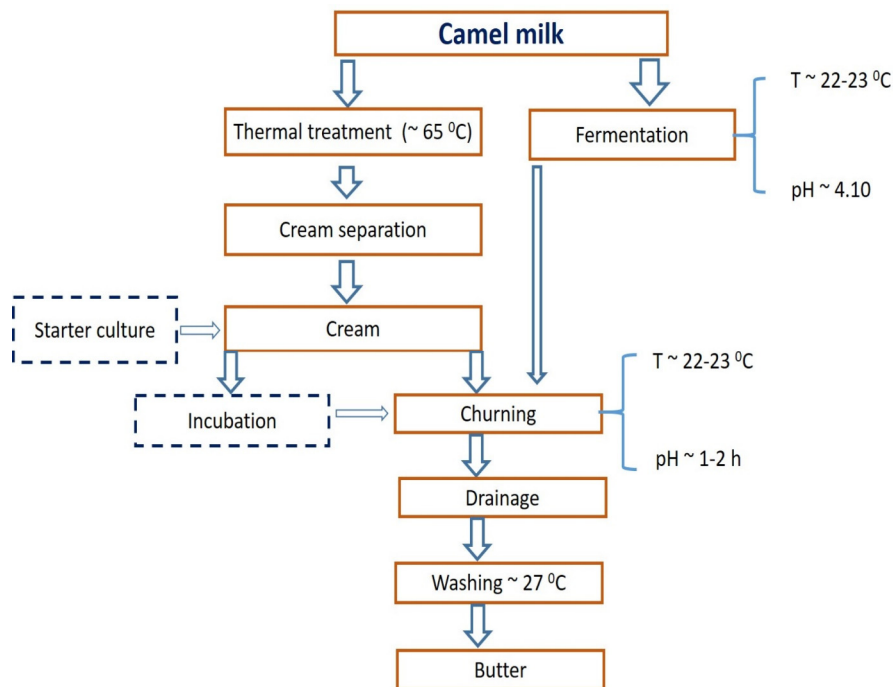 Camel milk
T ~ 22-23 ⁰C
Thermal treatment (~ 65 ⁰C)
Fermentation
pH ~ 4.10
Cream separation
Starter culture
Cream
T ~ 22-23 ⁰C
Incubation
Churning
pH ~ 1-2 h
Drainage
Washing ~ 27 ⁰C
Butter